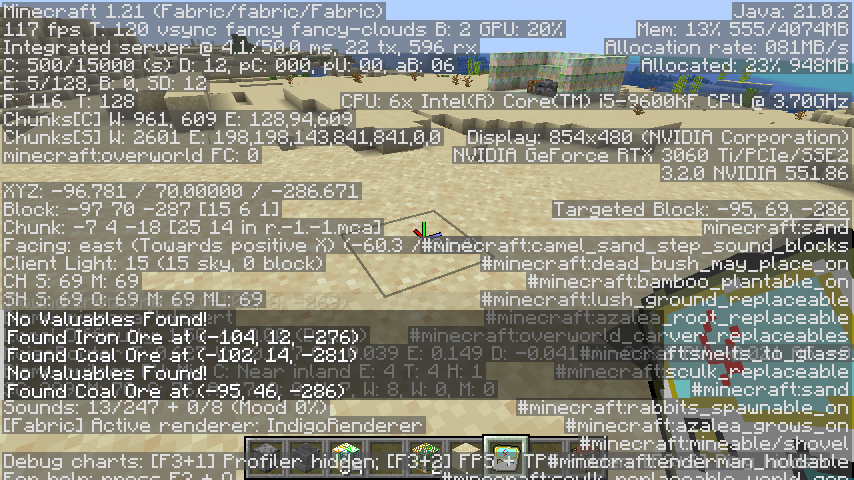 Minecraft 1.21 (Fabric/fabric/Fabric)
117 fps T: 120 vsync fancy fancy-clouds B: 2 GPU: 20%
Integrated server @ 4.1/50.0 ms, 22 tx, 596 rx
C: 500/15000 (s) D: 12, pC: 000, pU: 00, aB: 06
E: 5/128, B: 0, SD: 12
P: 116. T: 128
Chunks[C] W: 961, 609 E: 128,94,609
Chunks[S] W: 2601 E: 198,198,143,841,841,0,0
minecraft:overworld FC: 0
XYZ: -96.781 / 70.00000 / -286.671
Block: -97 70 -287 [15 6 1]
Chunk: -7 4 -18 [25 14 in r.-1.-1.mca]
Facing: east (Towards positive X) (-60.3 /
Client Light: 15 (15 sky, 0 block)
CH S: 69 M: 69
SH S: 69 O: 69 M: 69 ML: 69
No Valuables Found!
Found Iron Ore at (-104, 12, -276)
Found Coal Ore at (-102, 14, -281)
No Valuables Found!
Found Coal Ore at (-95, 46, -286)
Sounds: 13/247 + 0/8 (Mood 0%)
[Fabric] Active renderer: IndigoRenderer
Debug charts: [F3+1] Profiler hidden; [F3+2] FPS
For help: press F3 + Q
Java: 21.0.2
Mem: 13% 555/4074MB
Allocation rate: 081MB/s
Allocated: 23% 948MB
CPU: 6x Intel(R) Core(TM) i5-9600KF CPU @ 3.70GHz
Display: 854x480 (NVIDIA Corporation)
NVIDIA GeForce RTX 3060 Ti/PCIe/SSE2
3.2.0 NVIDIA 551.86
Targeted Block: -95, 69, -286
minecraft:sand
#minecraft:camel_sand_step_sound_blocks
#minecraft:dead_bush_may_place_on
#minecraft:bamboo_plantable_on
#minecraft:lush_ground_replaceable
#minecraft:azalea_root_replaceable
#minecraft:overworld_carver_replaceables
#minecraft:smelts_to_glass
#minecraft:sculk_replaceable
#minecraft:sand
#minecraft:rabbits_spawnable_on
#minecraft:azalea_grows_on
#minecraft:mineable_shovel
#minecraft:enderman_holdable
#minecraft:sculk_replaceable_world_gen